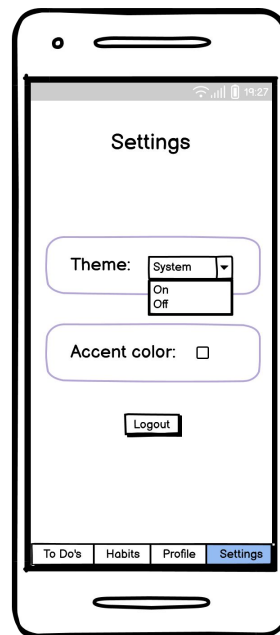 19:27
Settings
Theme: System
On
Off
Accent color:
Logout
To Do's Habits Profile Settings